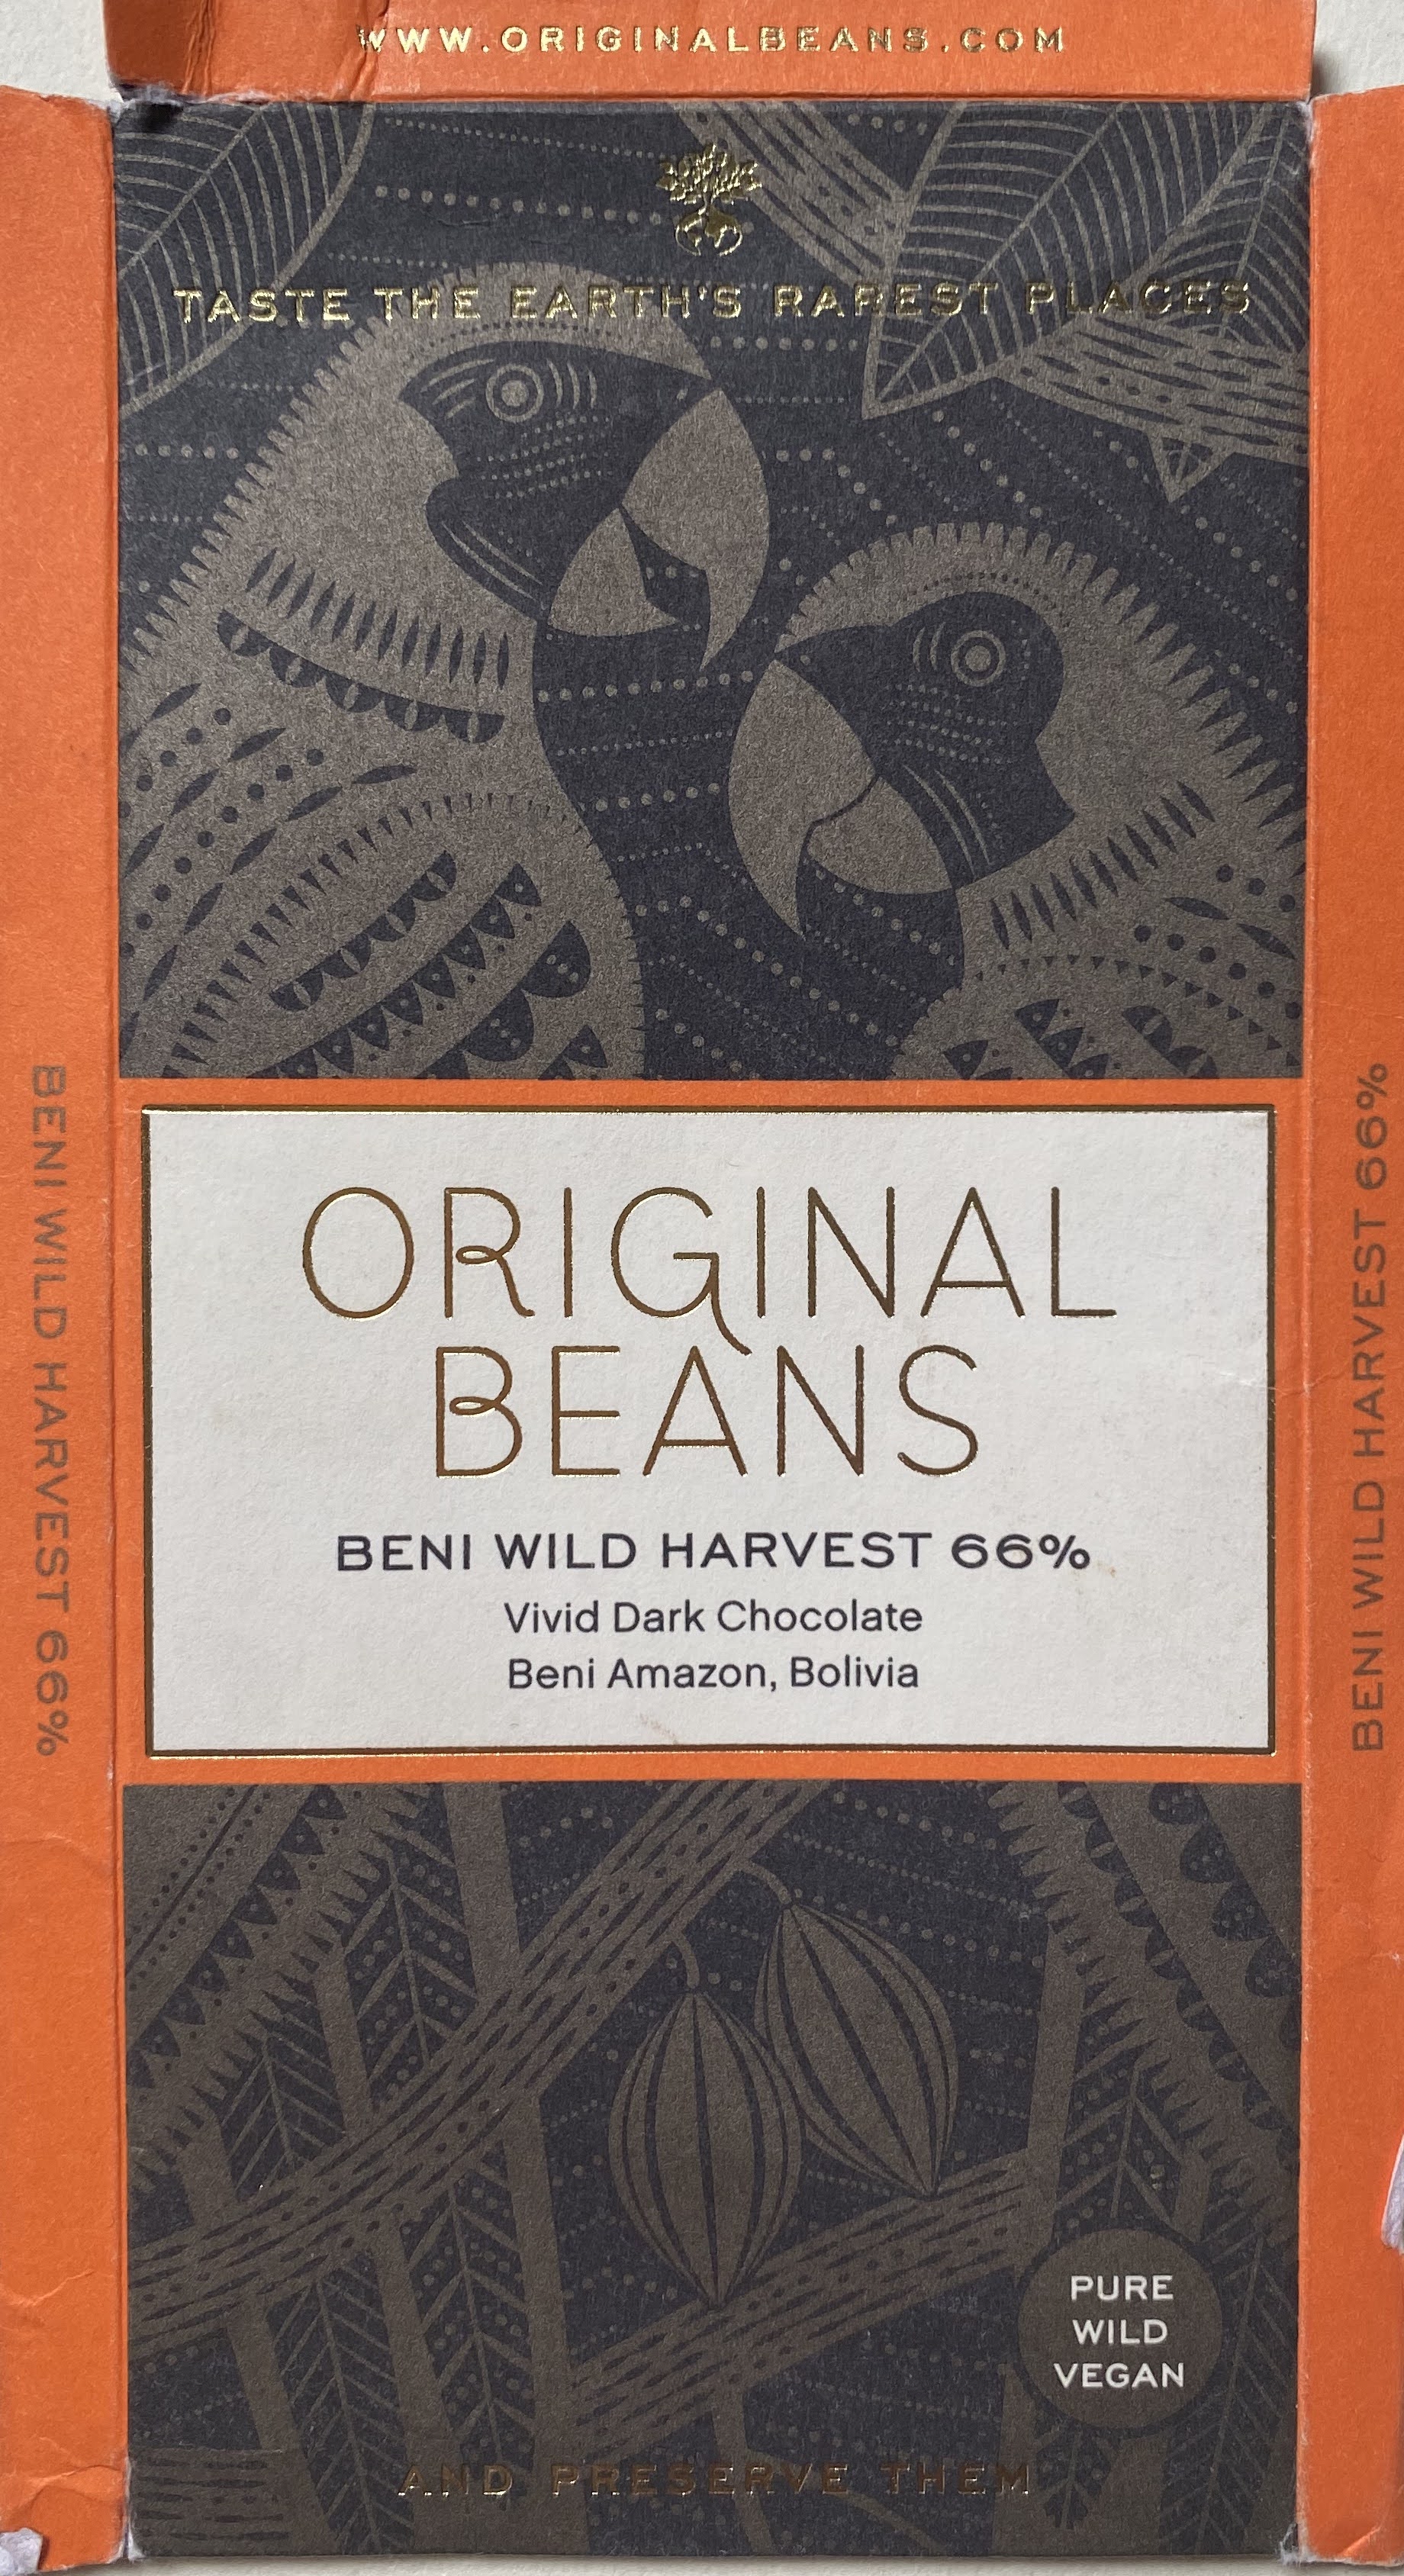 WWW.ORIGINALBEANS.COM
TASTE THE EARTH'S RAREST PLACES
ORIGINAL
BEANS
BENI WILD HARVEST 66%
Vivid Dark Chocolate
Beni Amazon, Bolivia
BENI WILD HARVEST 66%
BENI WILD HARVEST 66%
PURE
WILD
VEGAN
AND PRESERVE THEM